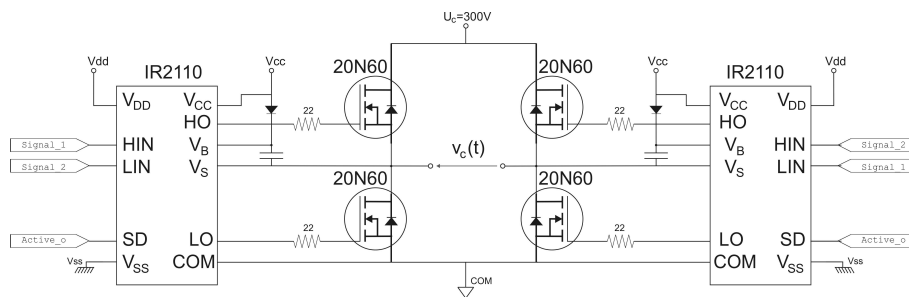 U_c=300V
Vdd
IR2110
Vcc
20N60
20N60
Vcc
IR2110
Vdd
V_DD
V_CC
HO
22
22
V_CC
HO
V_DD
Signal_1
HIN
V_B
V_B
HIN
Signal_2
Signal_2
LIN
V_S
v_c(t)
V_S
LIN
Signal_1
20N60
20N60
Active_o
SD
LO
22
22
LO
SD
Active_o
Vss
V_SS
COM
COM
COM
V_SS
Vss